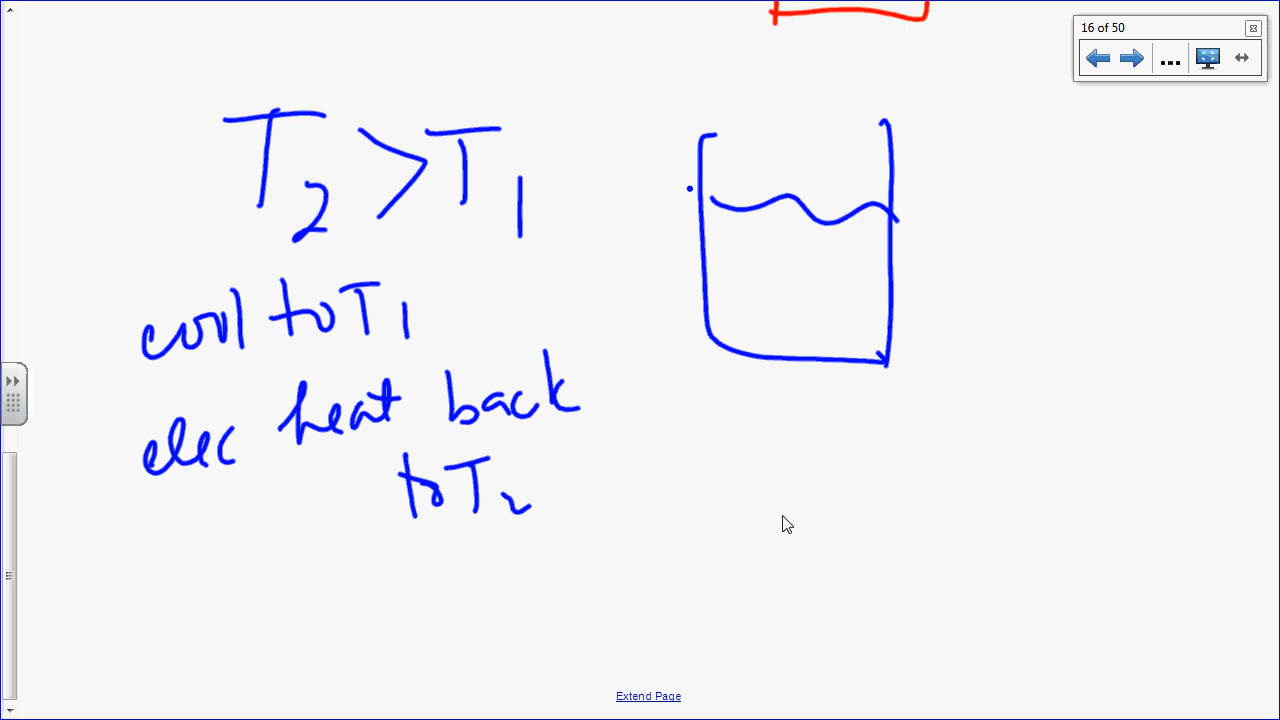 16 of 50
T2 > T1
cool to T1
elec heat back
to T2
Extend Page